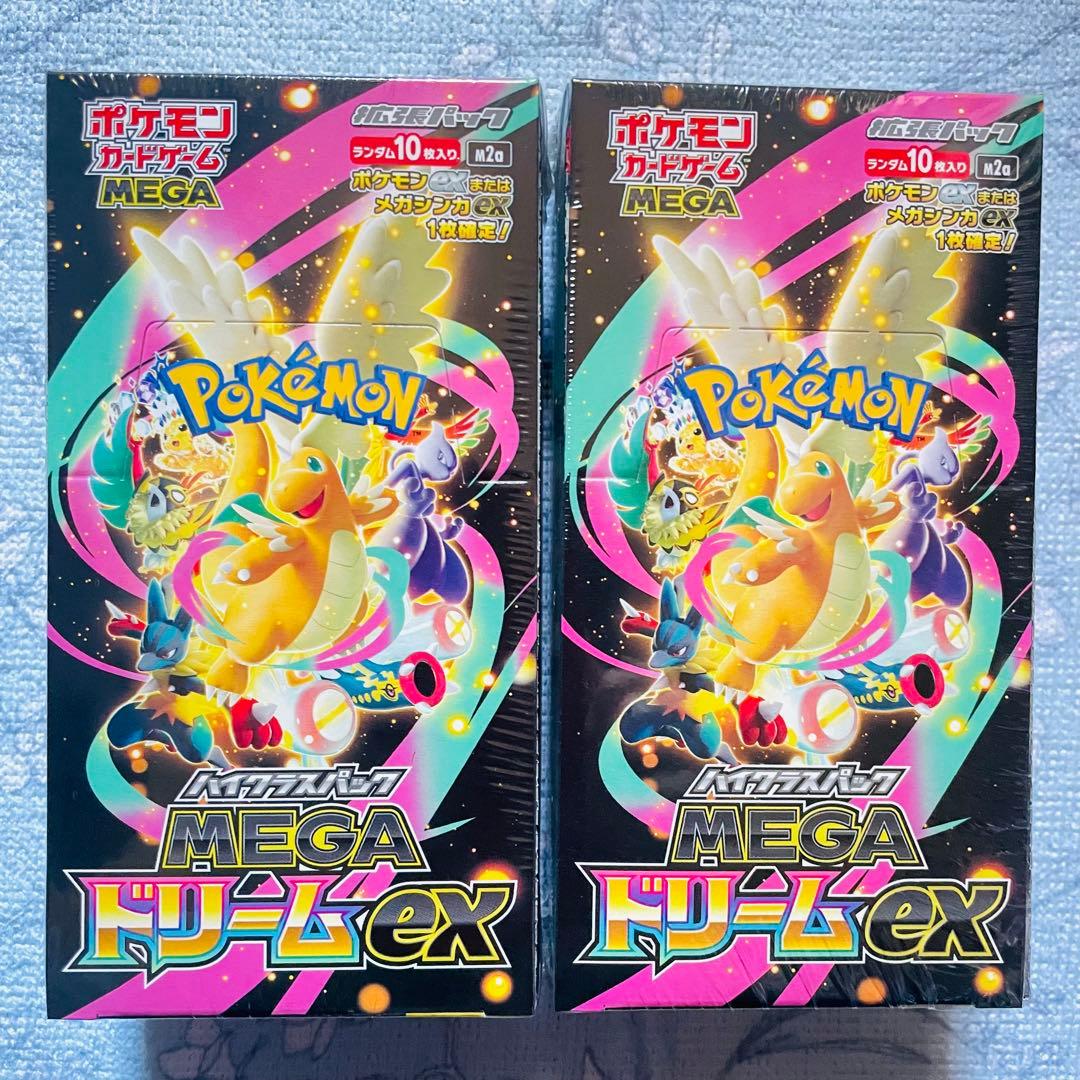 ポケモン
カードゲーム
MEGA
拡張パック
ランダム10枚入り
M2a
ポケモンexまたは
メガシンカex
1枚確定!
POKéMON
ハイクラスパック
MEGA
ドリームex
ポケモン
カードゲーム
MEGA
拡張パック
ランダム10枚入り
M2a
ポケモンexまたは
メガシンカex
1枚確定!
POKéMON
TM
ハイクラスパック
MEGA
ドリームex